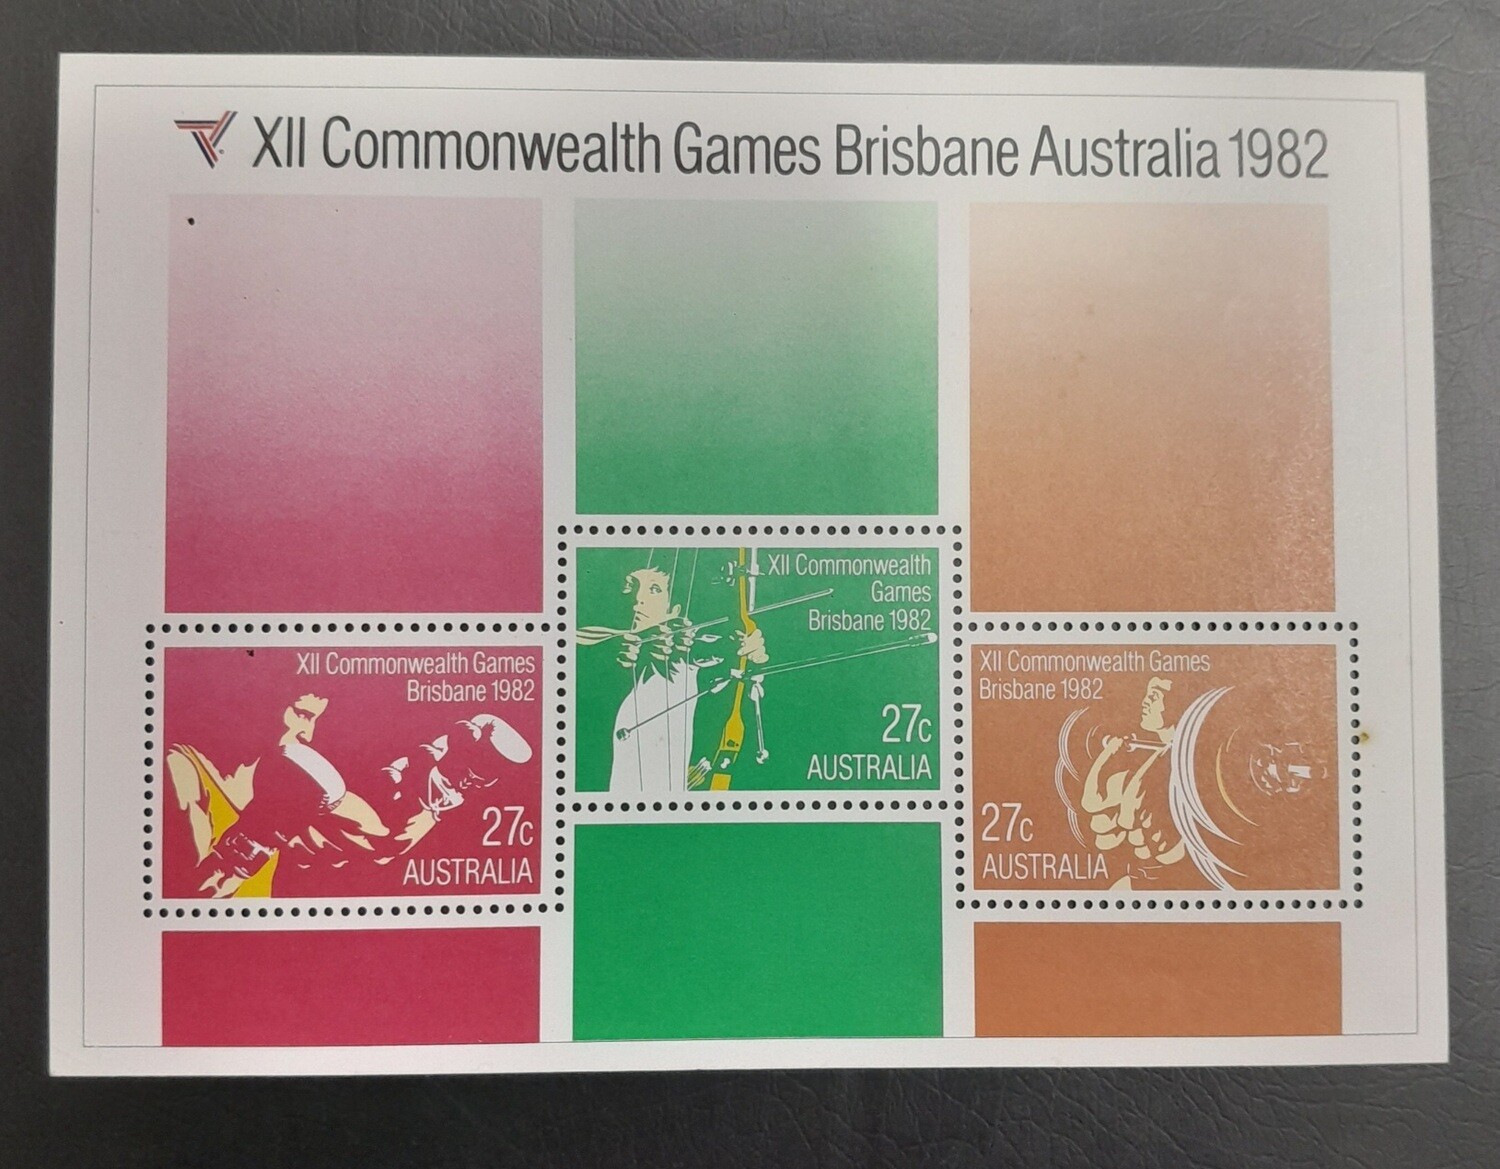 XII Commonwealth Games Brisbane Australia 1982
XII Commonwealth Games
Brisbane 1982
27c
AUSTRALIA
XII Commonwealth
Games
Brisbane 1982
27c
AUSTRALIA
XII Commonwealth Games
Brisbane 1982
27c
AUSTRALIA